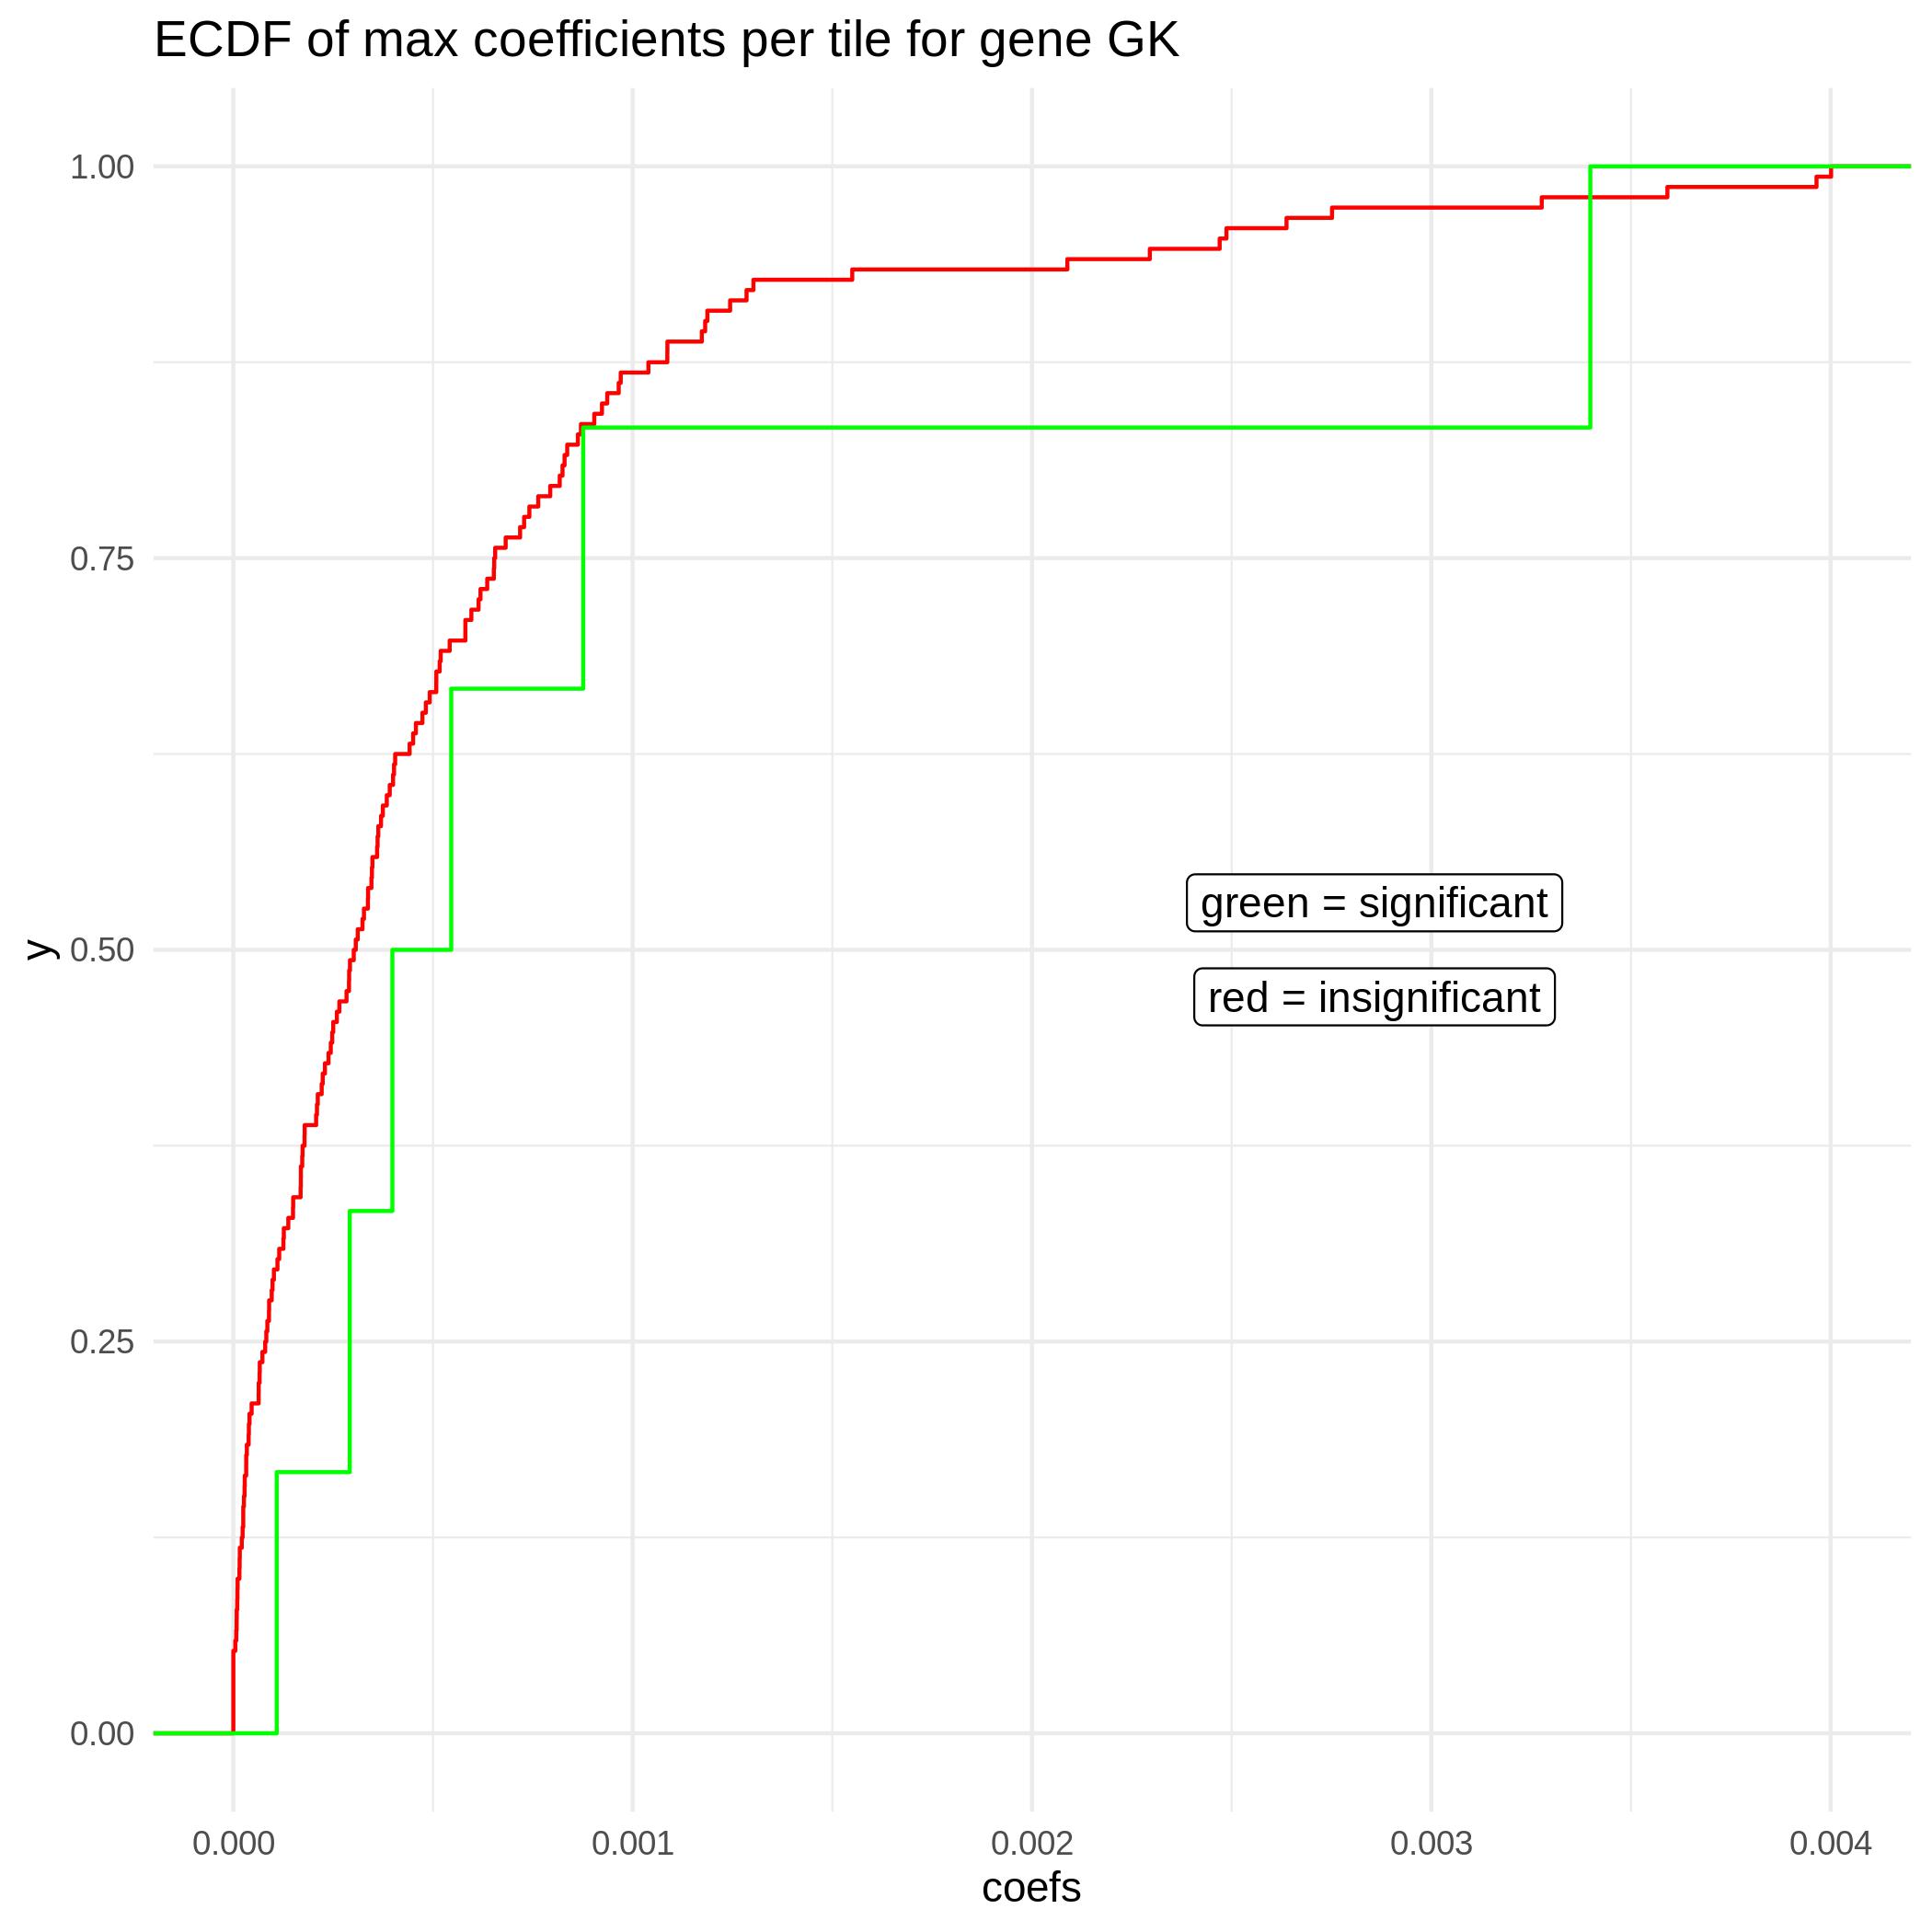 ECDF of max coefficients per tile for gene GK
1.00
0.75
0.50
0.25
0.00
y
green = significant
red = insignificant
0.000 0.001 0.002 0.003 0.004
coefs